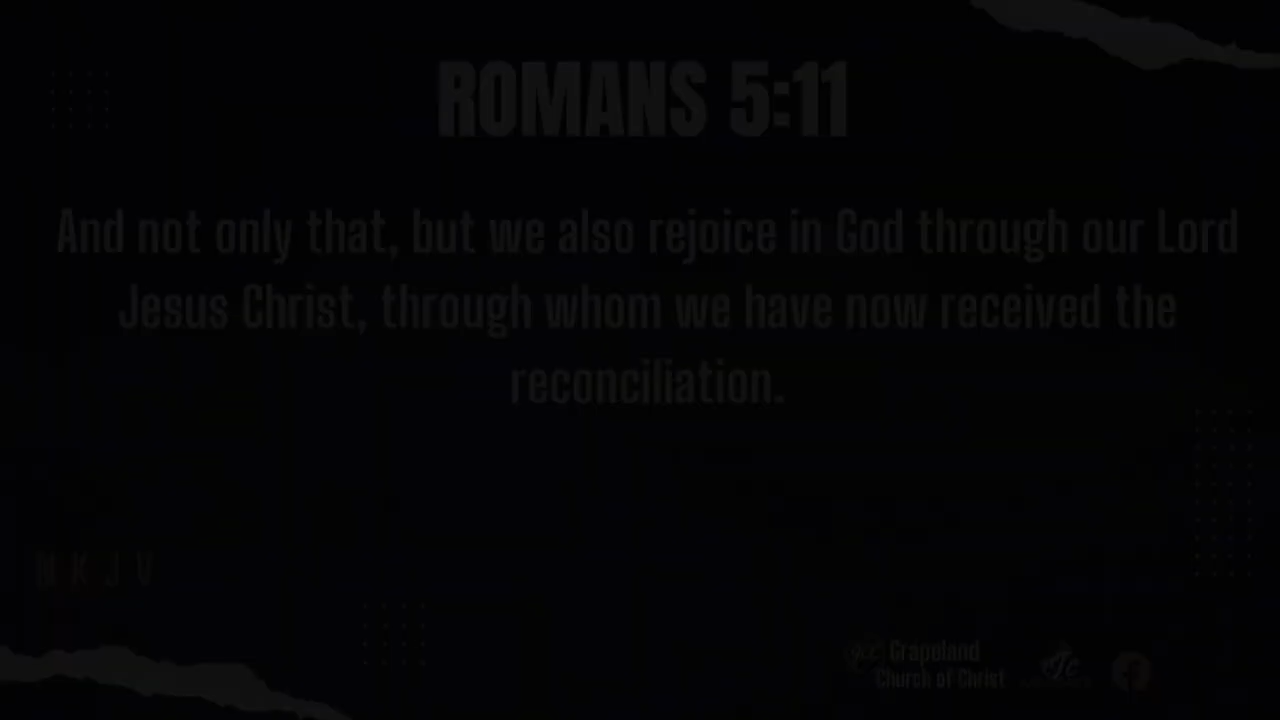 ROMANS 5:11
And not only that, but we also rejoice in God through our Lord
Jesus Christ, through whom we have now received the
reconciliation.
NKJV
Grapeland
Church of Christ